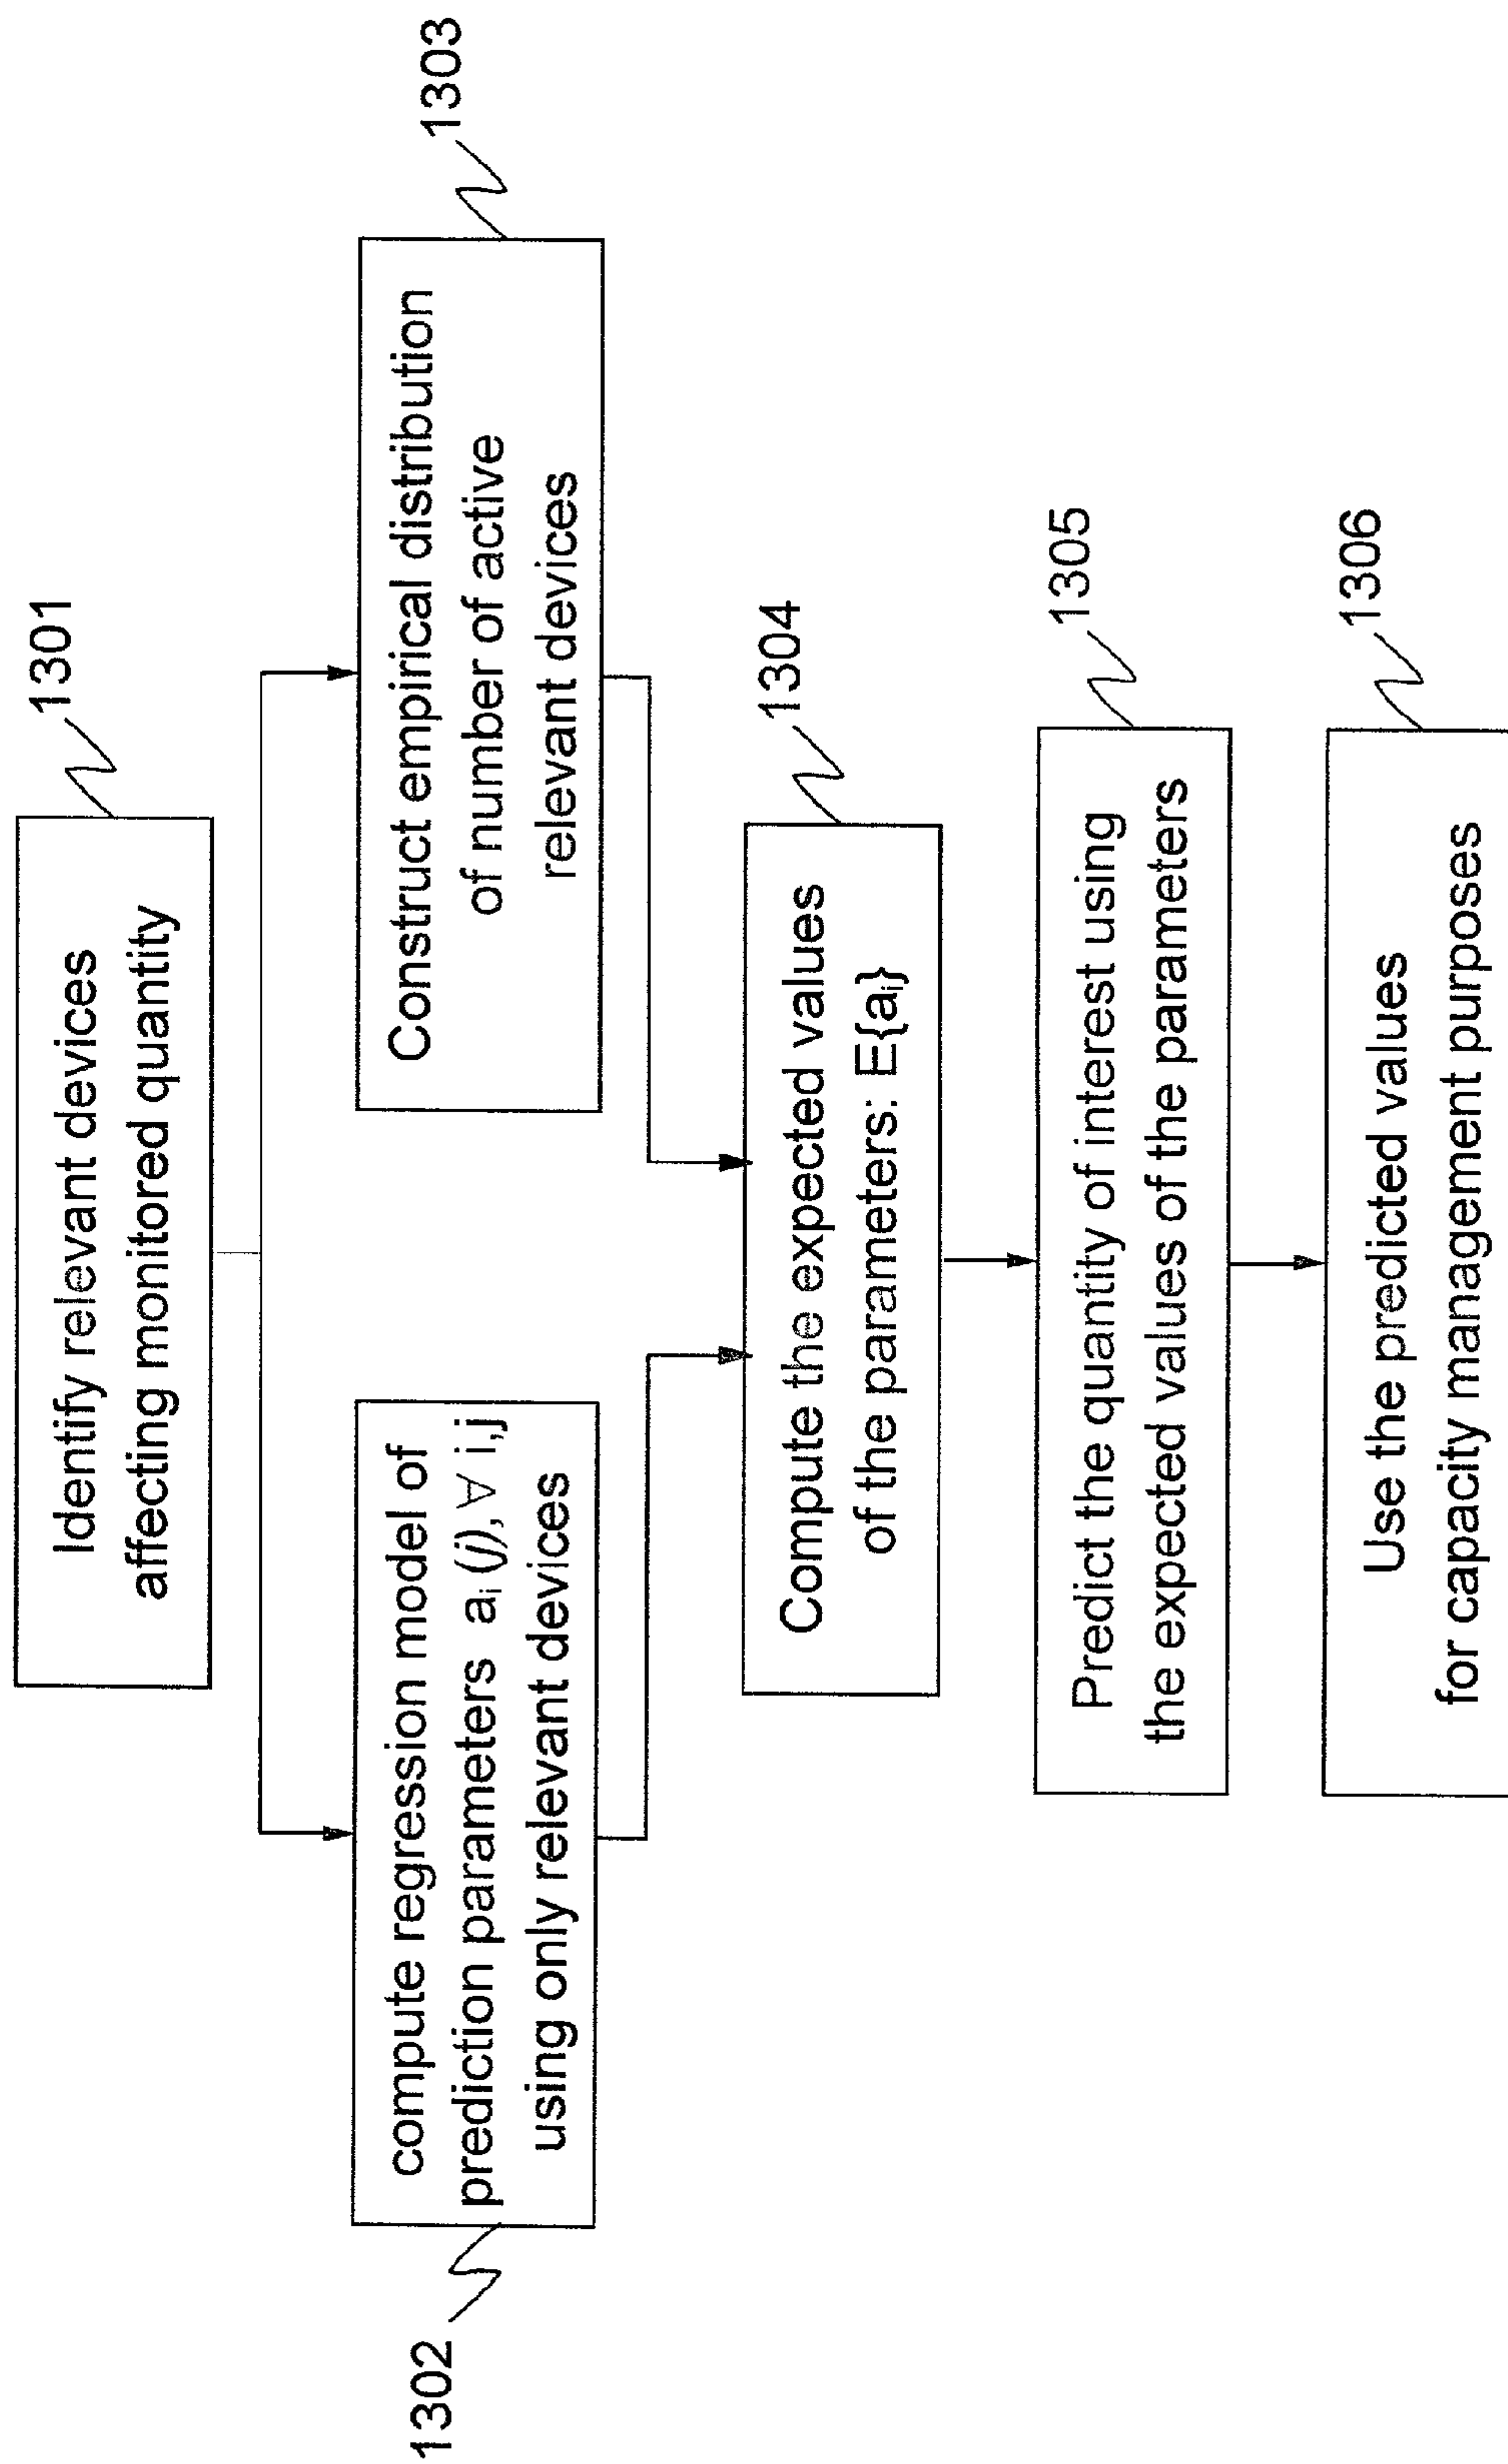 1301
Identify relevant devices
affecting monitored quantity
1302
compute regression model of
prediction parameters aᵢ (j), ∀ i,j
using only relevant devices
1303
Construct empirical distribution
of number of active
relevant devices
1304
Compute the expected values
of the parameters: E{aᵢ}
1305
Predict the quantity of interest using
the expected values of the parameters
1306
Use the predicted values
for capacity management purposes